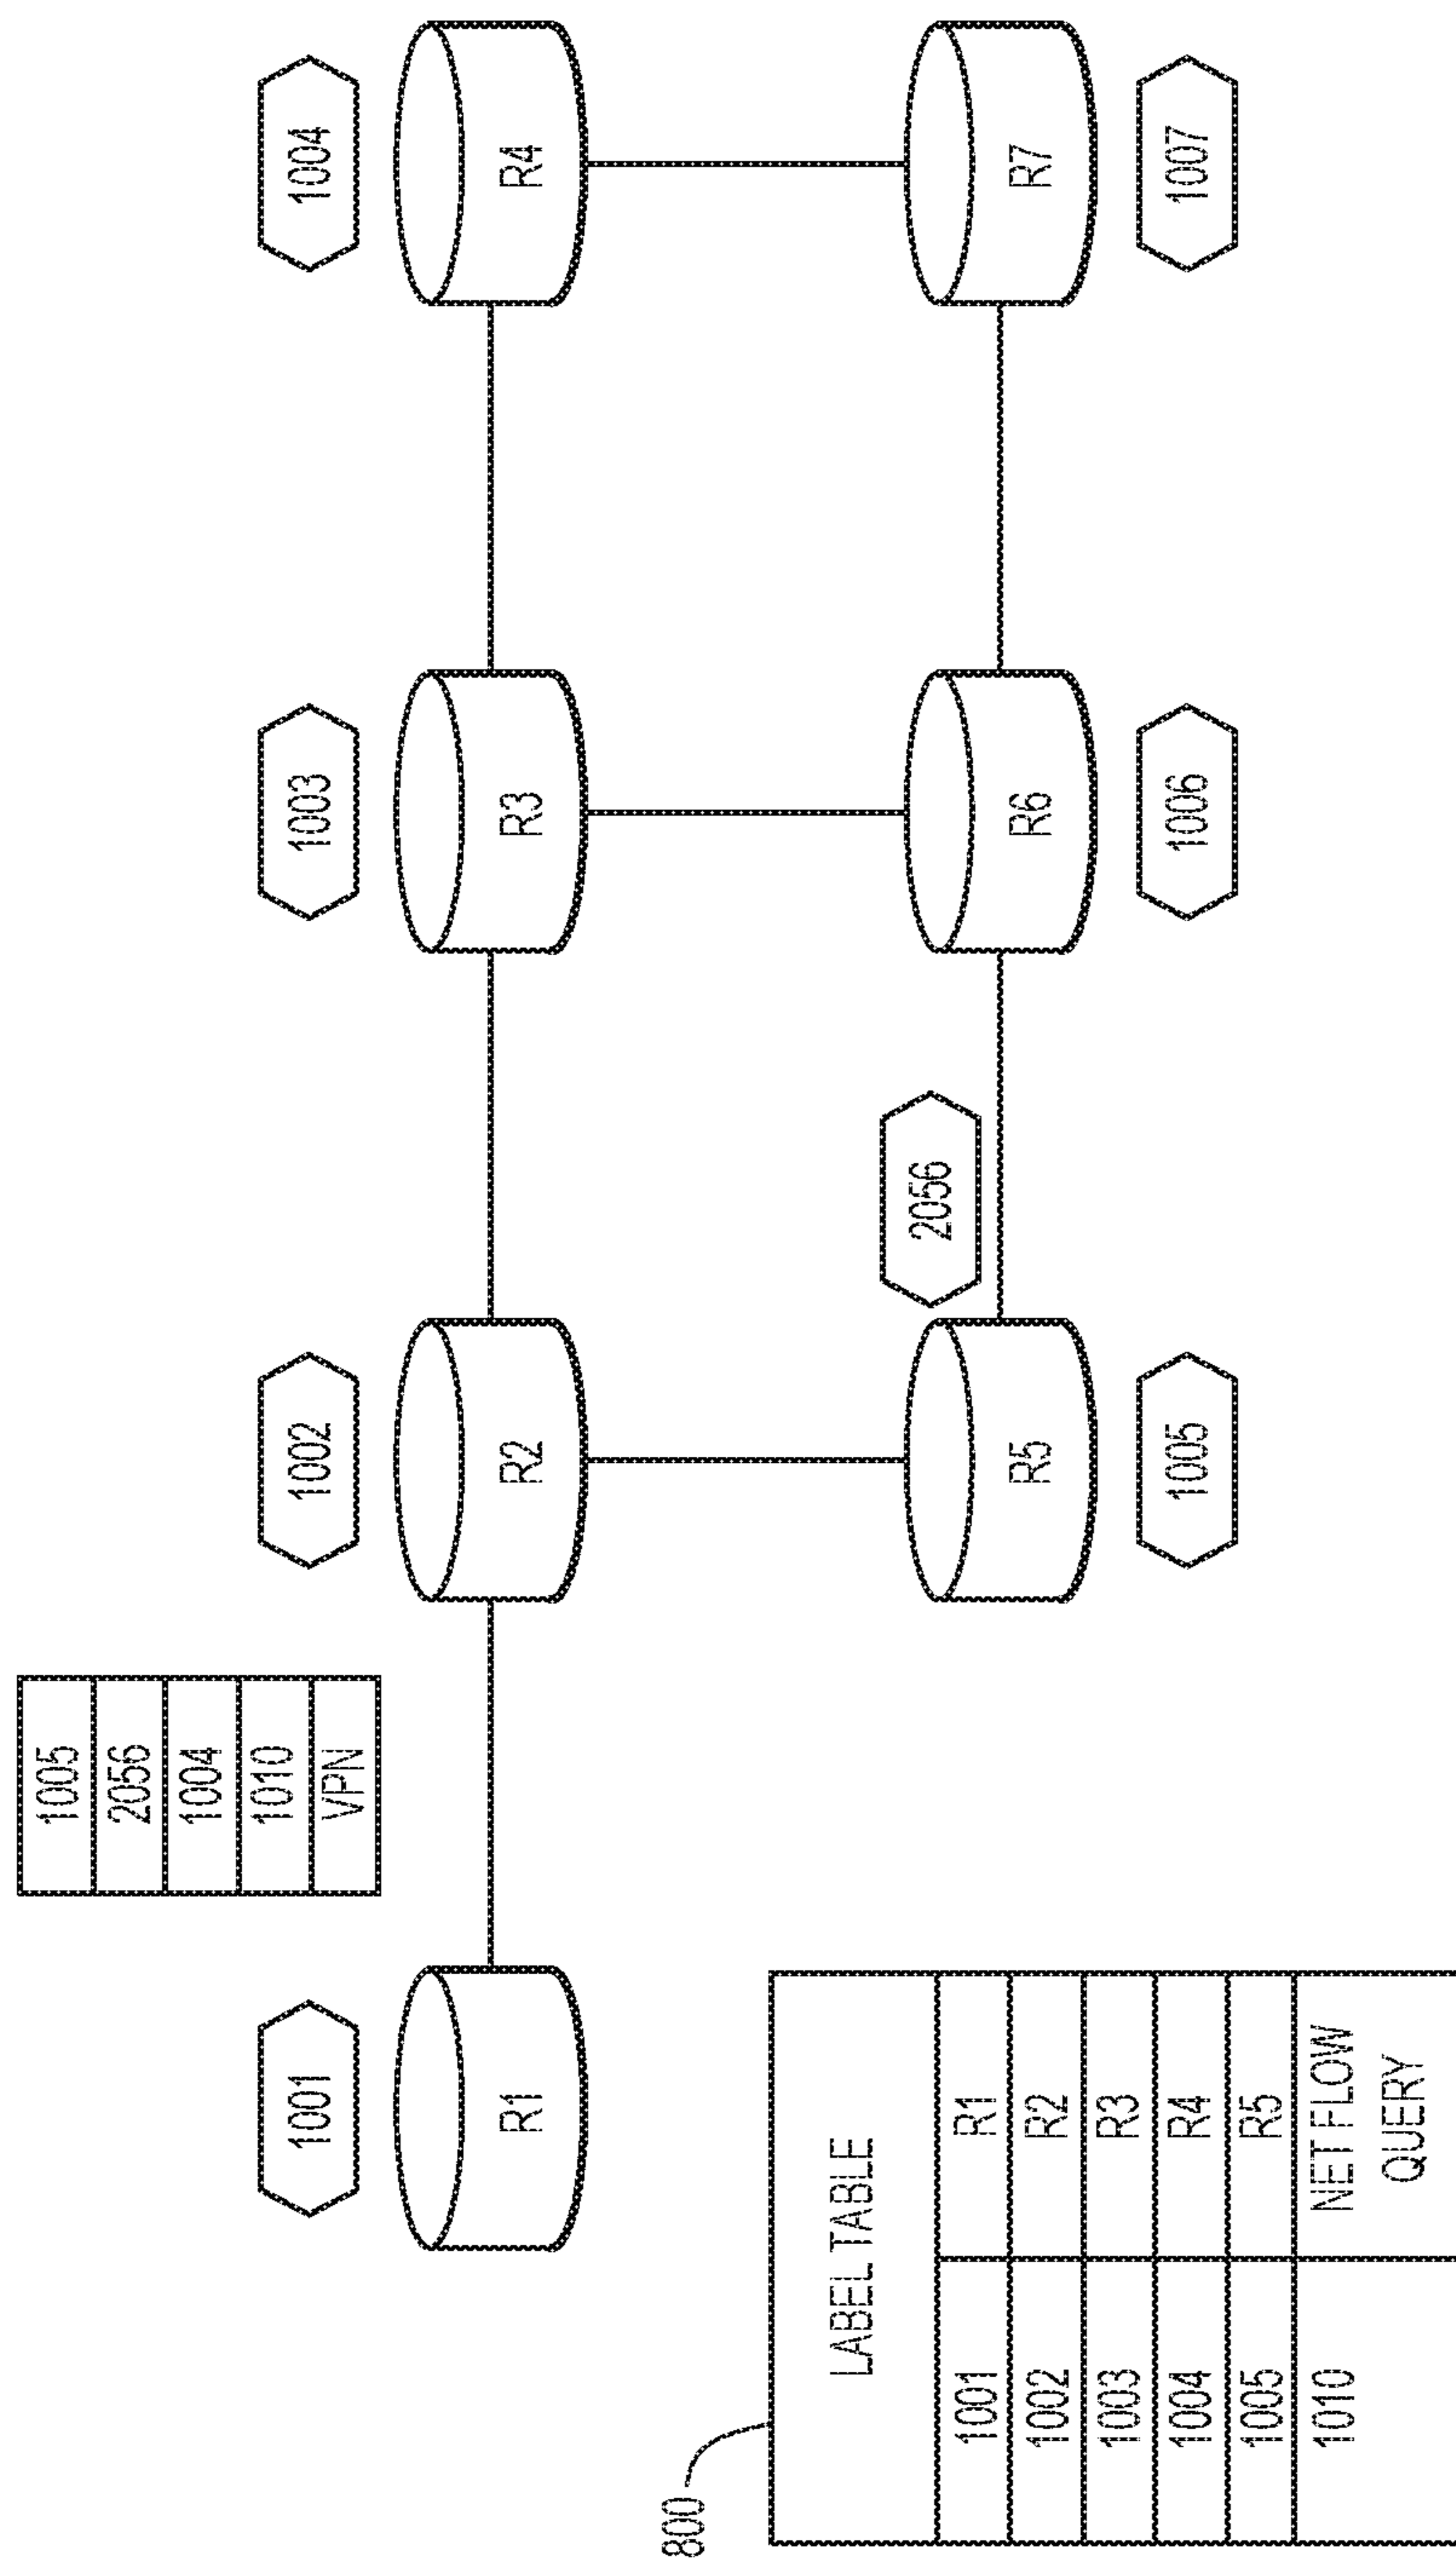 1005
2056
1004
1010
VPN
1001
1002
1003
1004
R1
R2
R3
R4
2056
R5
R6
R7
1005
1006
1007
800
LABEL TABLE
1001 R1
1002 R2
1003 R3
1004 R4
1005 R5
1010 NET FLOW
QUERY